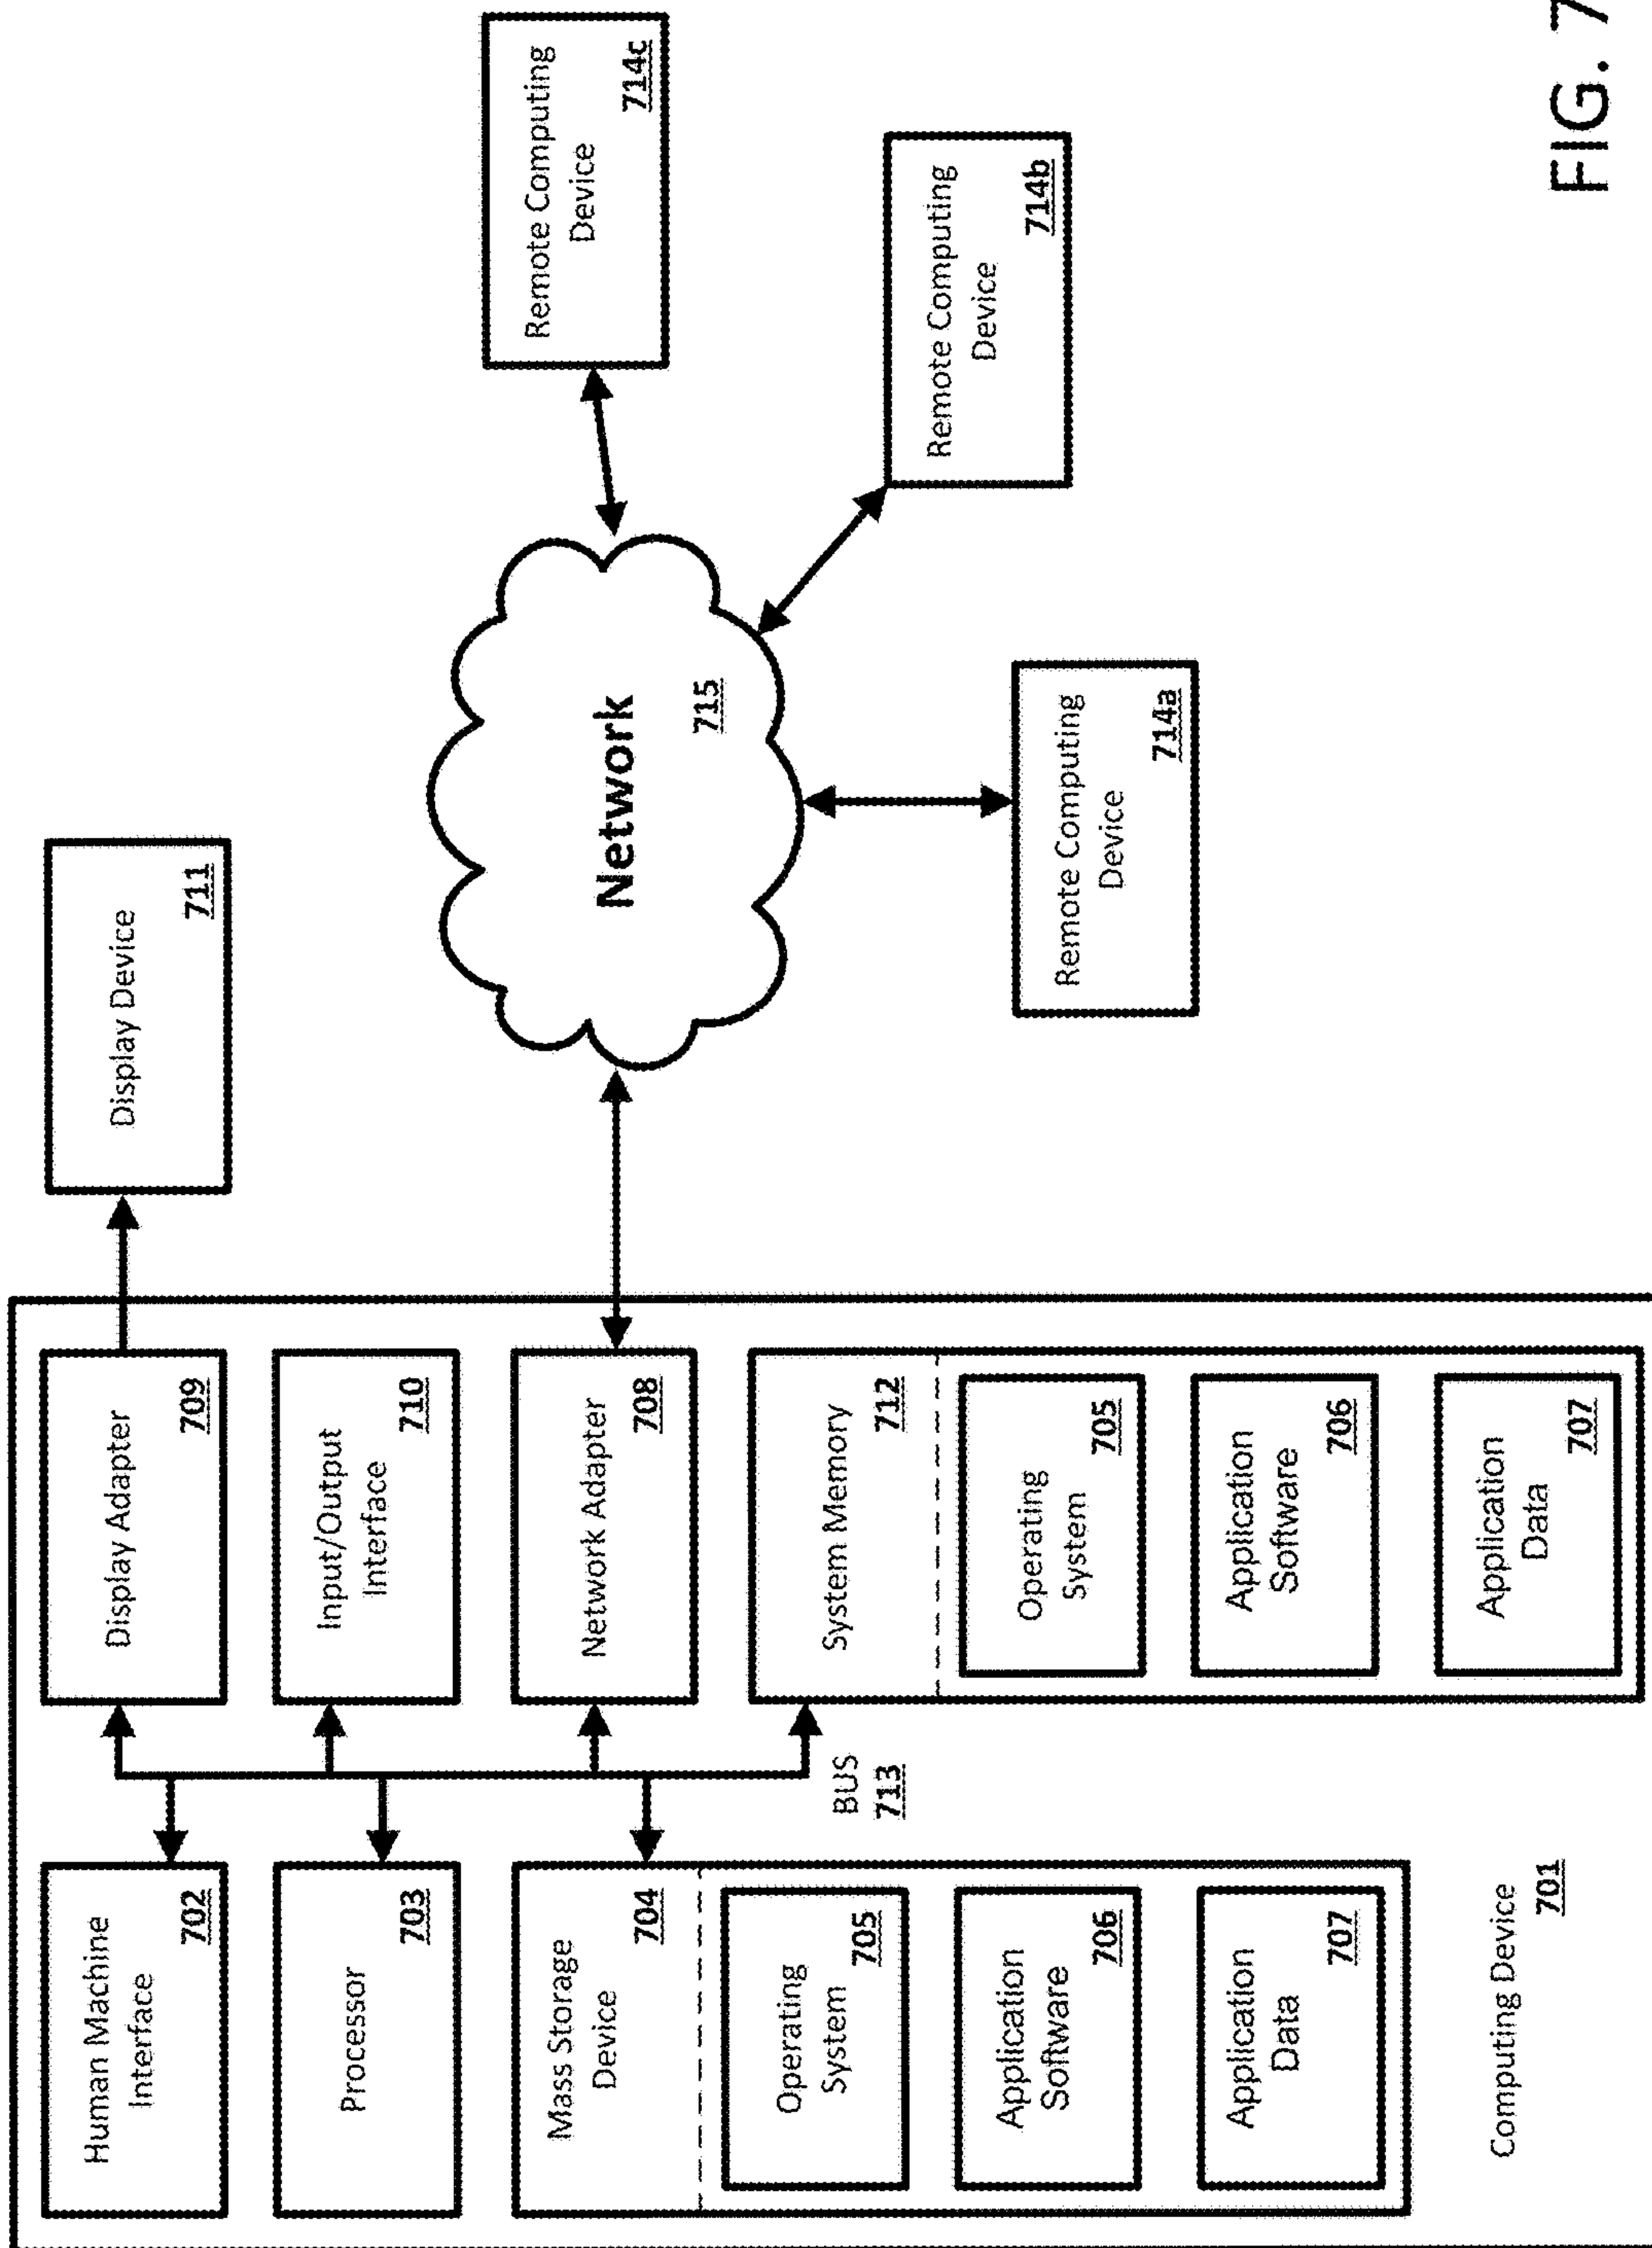 Human Machine
Interface
702
Processor
703
Mass Storage
Device
704
Operating
System
705
Application
Software
706
Application
Data
707
Computing Device
701
BUS
713
Display Adapter
709
Input/Output
Interface
710
Network Adapter
708
System Memory
712
Operating
System
705
Application
Software
706
Application
Data
707
Display Device
711
Network
715
Remote Computing
Device
714a
Remote Computing
Device
714b
Remote Computing
Device
714c
FIG. 7